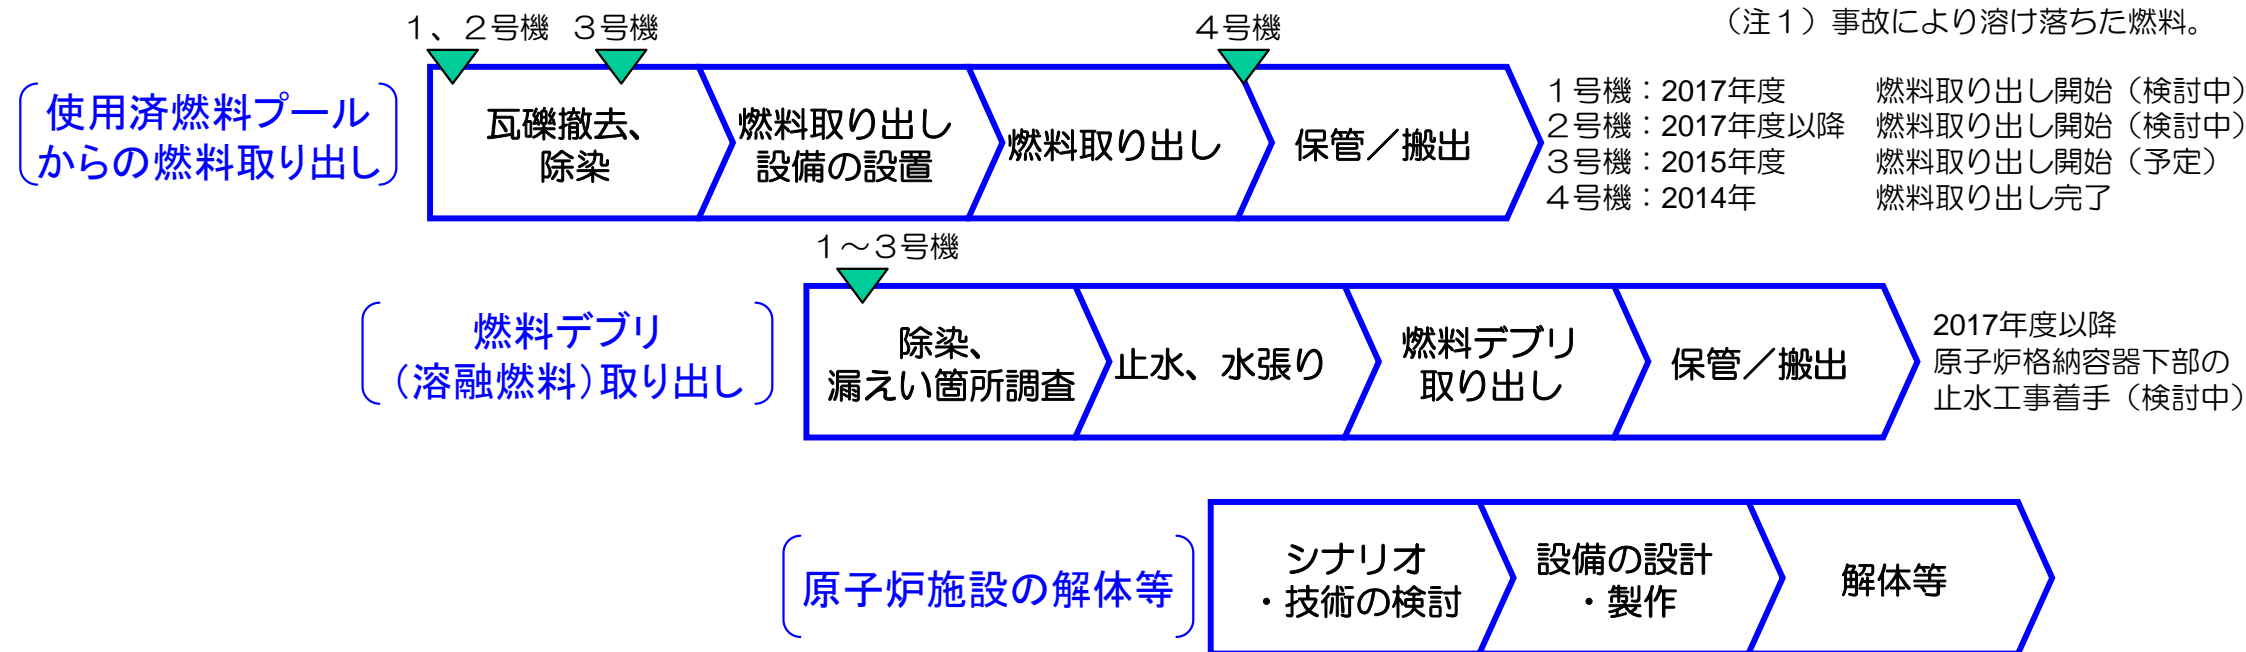 （注１）事故により溶け落ちた燃料。
１、２号機 ３号機 ４号機
使用済燃料プール
からの燃料取り出し
瓦礫撤去、
除染
燃料取り出し
設備の設置
燃料取り出し
保管／搬出
１号機：2017年度 燃料取り出し開始（検討中）
２号機：2017年度以降 燃料取り出し開始（検討中）
３号機：2015年度 燃料取り出し開始（予定）
４号機：2014年 燃料取り出し完了
１～３号機
燃料デブリ
（溶融燃料）取り出し
除染、
漏えい箇所調査
止水、水張り
燃料デブリ
取り出し
保管／搬出
2017年度以降
原子炉格納容器下部の
止水工事着手（検討中）
原子炉施設の解体等
シナリオ
・技術の検討
設備の設計
・製作
解体等